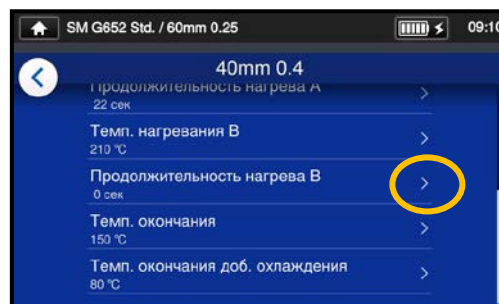 SM G652 Std. / 60mm 0.25
09:10
40mm 0.4
Продолжительность нагрева А
22 сек
Темп. нагревания В
210 °C
Продолжительность нагрева В
0 сек
Темп. окончания
150 °C
Темп. окончания доб. охлаждения
80 °C